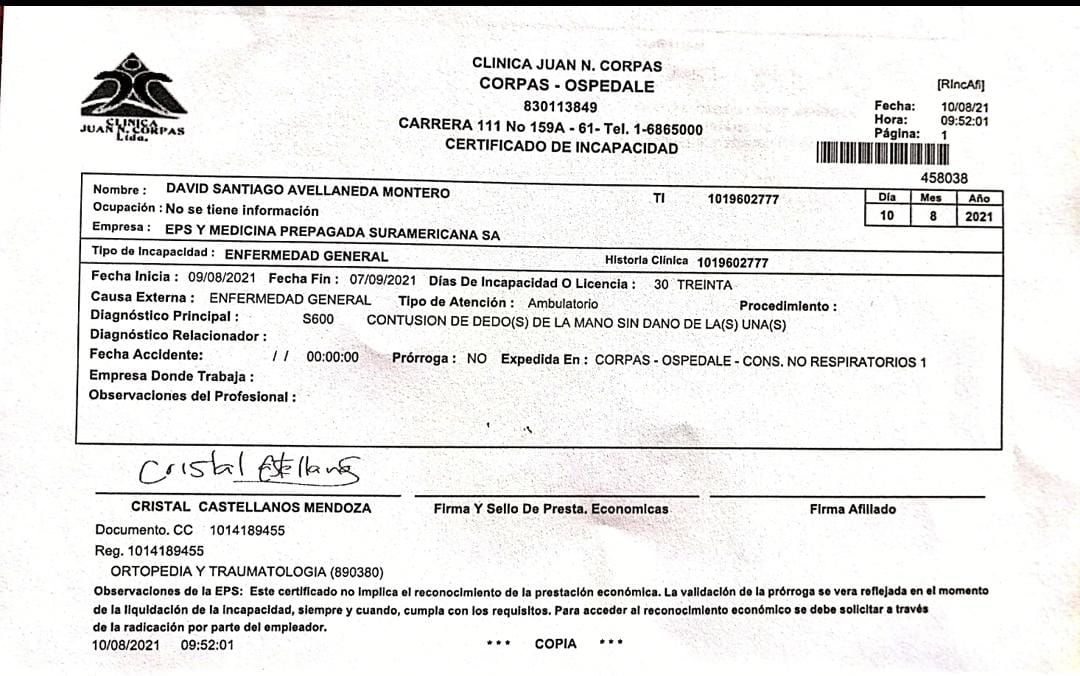 CLINICA
JUAN N. CORPAS
Ltda.
CLINICA JUAN N. CORPAS
CORPAS - OSPEDALE
830113849
CARRERA 111 No 159A - 61- Tel. 1-6865000
CERTIFICADO DE INCAPACIDAD
[RIncAfi]
Fecha: 10/08/21
Hora: 09:52:01
Página: 1
458038
Nombre : DAVID SANTIAGO AVELLANEDA MONTERO TI 1019602777
Día Mes Año
10 8 2021
Ocupación : No se tiene información
Empresa : EPS Y MEDICINA PREPAGADA SURAMERICANA SA
Tipo de Incapacidad : ENFERMEDAD GENERAL Historia Clínica 1019602777
Fecha Inicia : 09/08/2021 Fecha Fin : 07/09/2021 Días De Incapacidad O Licencia : 30 TREINTA
Causa Externa : ENFERMEDAD GENERAL Tipo de Atención : Ambulatorio Procedimiento :
Diagnóstico Principal : S600 CONTUSION DE DEDO(S) DE LA MANO SIN DANO DE LA(S) UNA(S)
Diagnóstico Relacionador :
Fecha Accidente: / / 00:00:00 Prórroga : NO Expedida En : CORPAS - OSPEDALE - CONS. NO RESPIRATORIOS 1
Empresa Donde Trabaja :
Observaciones del Profesional :
CRISTAL CASTELLANOS MENDOZA Firma Y Sello De Presta. Economicas Firma Afiliado
Documento. CC 1014189455
Reg. 1014189455
ORTOPEDIA Y TRAUMATOLOGIA (890380)
Observaciones de la EPS: Este certificado no implica el reconocimiento de la prestación económica. La validación de la prórroga se vera reflejada en el momento
de la liquidación de la incapacidad, siempre y cuando, cumpla con los requisitos. Para acceder al reconocimiento económico se debe solicitar a través
de la radicación por parte del empleador.
10/08/2021 09:52:01 *** COPIA ***